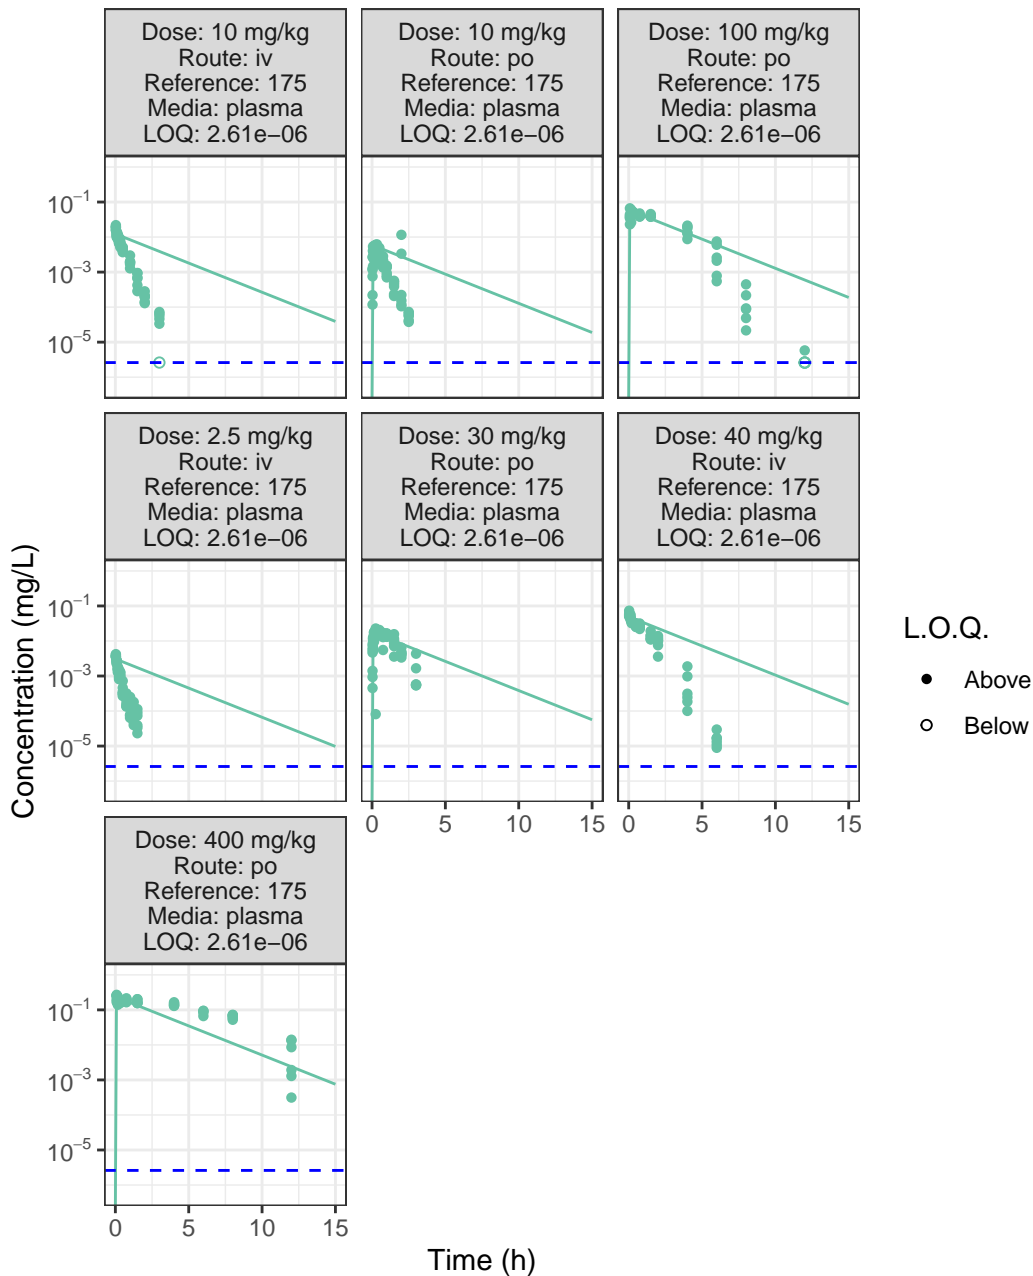 Dose: 10 mg/kg
Route: iv
Reference: 175
Media: plasma
LOQ: 2.61e−06
Dose: 10 mg/kg
Route: po
Reference: 175
Media: plasma
LOQ: 2.61e−06
Dose: 100 mg/kg
Route: po
Reference: 175
Media: plasma
LOQ: 2.61e−06
10⁻¹
10⁻³
10⁻⁵
Dose: 2.5 mg/kg
Route: iv
Reference: 175
Media: plasma
LOQ: 2.61e−06
Dose: 30 mg/kg
Route: po
Reference: 175
Media: plasma
LOQ: 2.61e−06
Dose: 40 mg/kg
Route: iv
Reference: 175
Media: plasma
LOQ: 2.61e−06
10⁻¹
10⁻³
10⁻⁵
0 5 10 15
0 5 10 15
Dose: 400 mg/kg
Route: po
Reference: 175
Media: plasma
LOQ: 2.61e−06
10⁻¹
10⁻³
10⁻⁵
0 5 10 15
Time (h)
Concentration (mg/L)
L.O.Q.
Above
Below